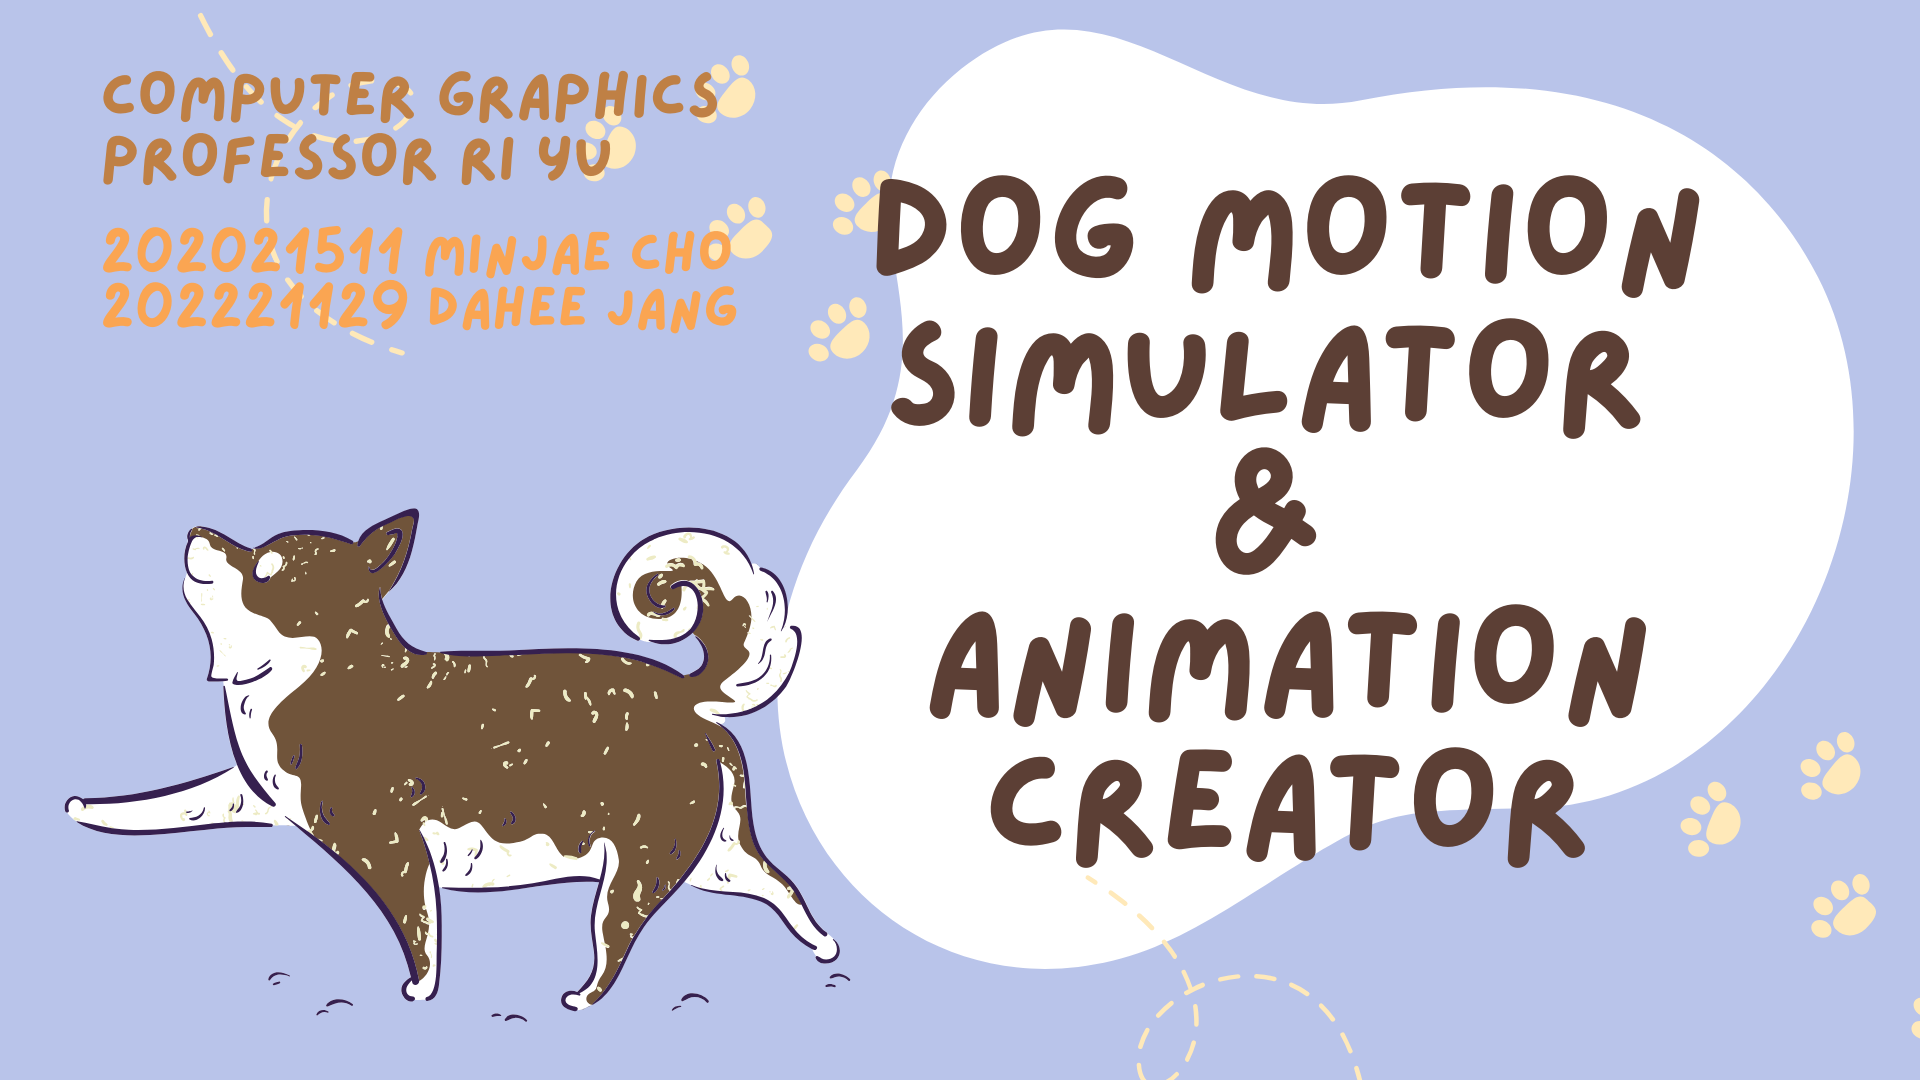 COMPUTER GRAPHICS
PROFESSOR RI YU
202021511 MINJAE CHO
202221129 DAHEE JANG
DOG MOTION
SIMULATOR
&
ANIMATION
CREATOR